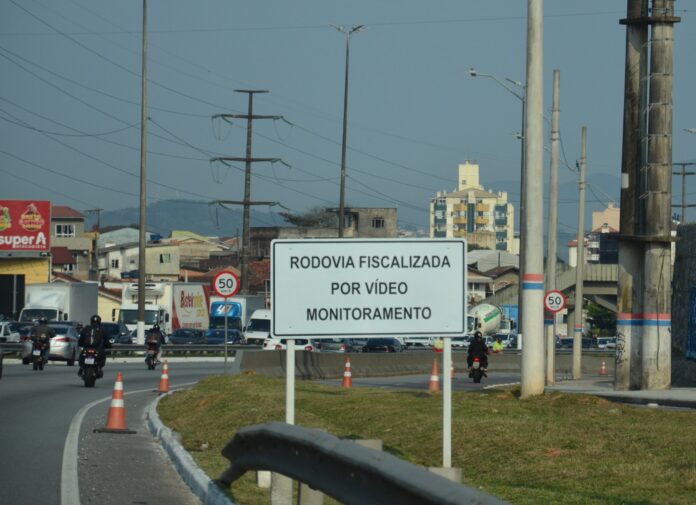 super A
RODOVIA FISCALIZADA
POR VÍDEO
MONITORAMENTO
50
50